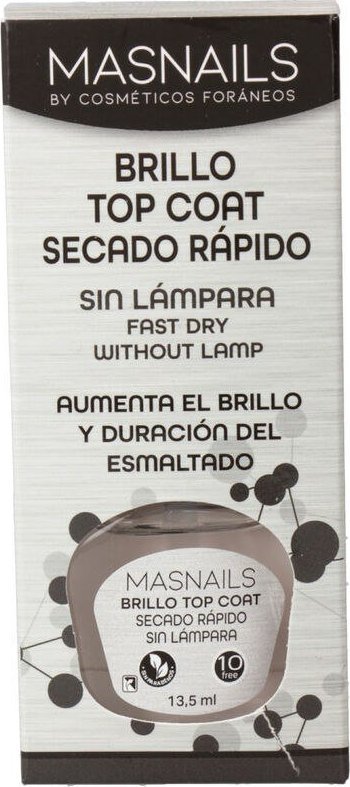 MASNAILS
BY COSMÉTICOS FORÁNEOS
BRILLO
TOP COAT
SECADO RÁPIDO
SIN LÁMPARA
FAST DRY
WITHOUT LAMP
AUMENTA EL BRILLO
Y DURACIÓN DEL
ESMALTADO
MASNAILS
BRILLO TOP COAT
SECADO RÁPIDO
SIN LÁMPARA
10
free
13,5 ml